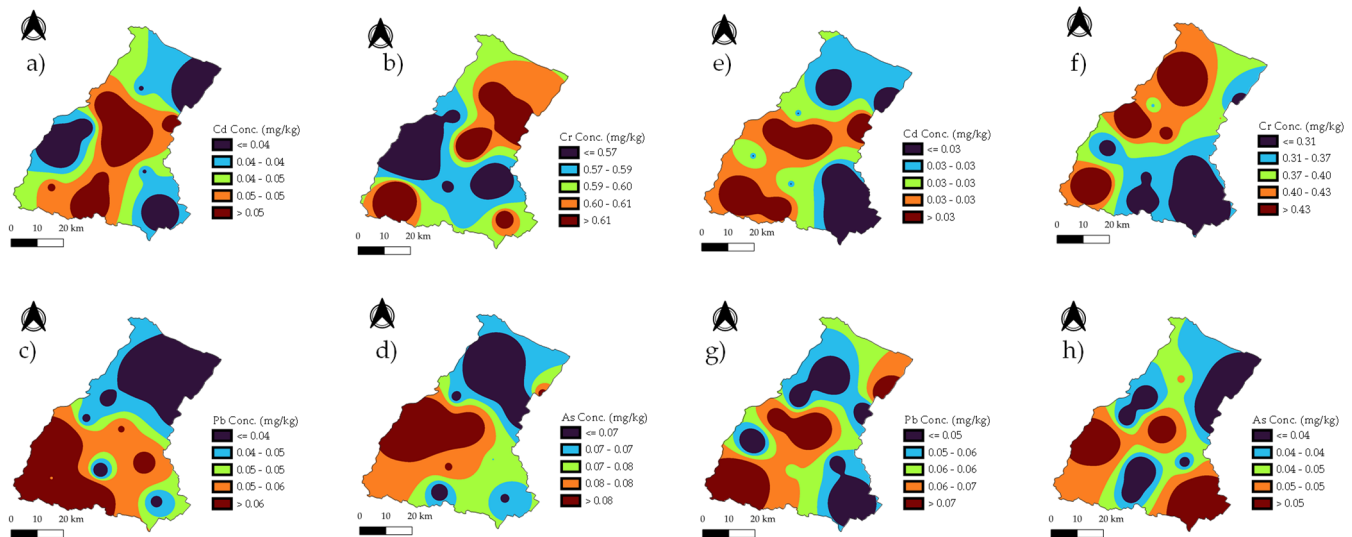 a)
Cd Conc. (mg/kg)
<= 0.04
0.04 - 0.04
0.04 - 0.05
0.05 - 0.05
> 0.05
0 10 20 km
b)
Cr Conc. (mg/kg)
<= 0.57
0.57 - 0.59
0.59 - 0.60
0.60 - 0.61
> 0.61
0 10 20 km
e)
Cd Conc. (mg/kg)
<= 0.03
0.03 - 0.03
0.03 - 0.03
0.03 - 0.03
> 0.03
0 10 20 km
f)
Cr Conc. (mg/kg)
<= 0.31
0.31 - 0.37
0.37 - 0.40
0.40 - 0.43
> 0.43
0 10 20 km
c)
Pb Conc. (mg/kg)
<= 0.04
0.04 - 0.05
0.05 - 0.05
0.05 - 0.06
> 0.06
0 10 20 km
d)
As Conc. (mg/kg)
<= 0.07
0.07 - 0.07
0.07 - 0.08
0.08 - 0.08
> 0.08
0 10 20 km
g)
Pb Conc. (mg/kg)
<= 0.05
0.05 - 0.06
0.06 - 0.06
0.06 - 0.07
> 0.07
0 10 20 km
h)
As Conc. (mg/kg)
<= 0.04
0.04 - 0.04
0.04 - 0.05
0.05 - 0.05
> 0.05
0 10 20 km